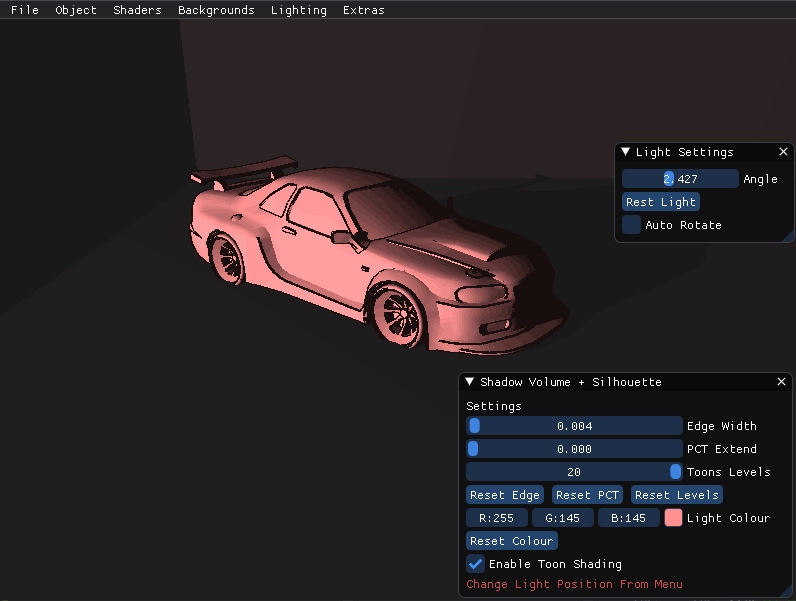 File Object Shaders Backgrounds Lighting Extras
Light Settings
2.427 Angle
Rest Light
Auto Rotate
Shadow Volume + Silhouette
Settings
0.004 Edge Width
0.000 PCT Extend
20 Toons Levels
Reset Edge Reset PCT Reset Levels
R:255 G:145 B:145 Light Colour
Reset Colour
Enable Toon Shading
Change Light Position From Menu